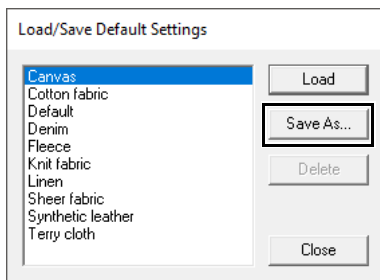 Load/Save Default Settings
Canvas
Cotton fabric
Default
Denim
Fleece
Knit fabric
Linen
Sheer fabric
Synthetic leather
Terry cloth
Load
Save As...
Delete
Close